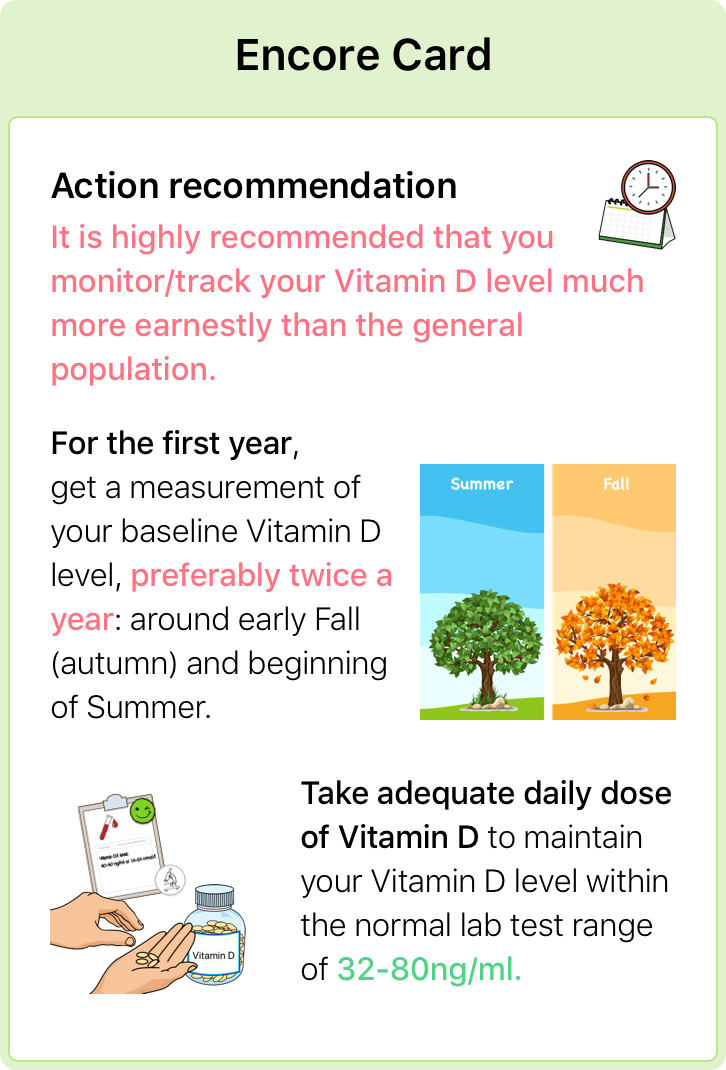 Encore Card
Action recommendation
It is highly recommended that you
monitor/track your Vitamin D level much
more earnestly than the general
population.
For the first year,
get a measurement of
your baseline Vitamin D
level, preferably twice a
year: around early Fall
(autumn) and beginning
of Summer.
Summer
Fall
Take adequate daily dose
of Vitamin D to maintain
your Vitamin D level within
the normal lab test range
of 32-80ng/ml.
Vitamin D